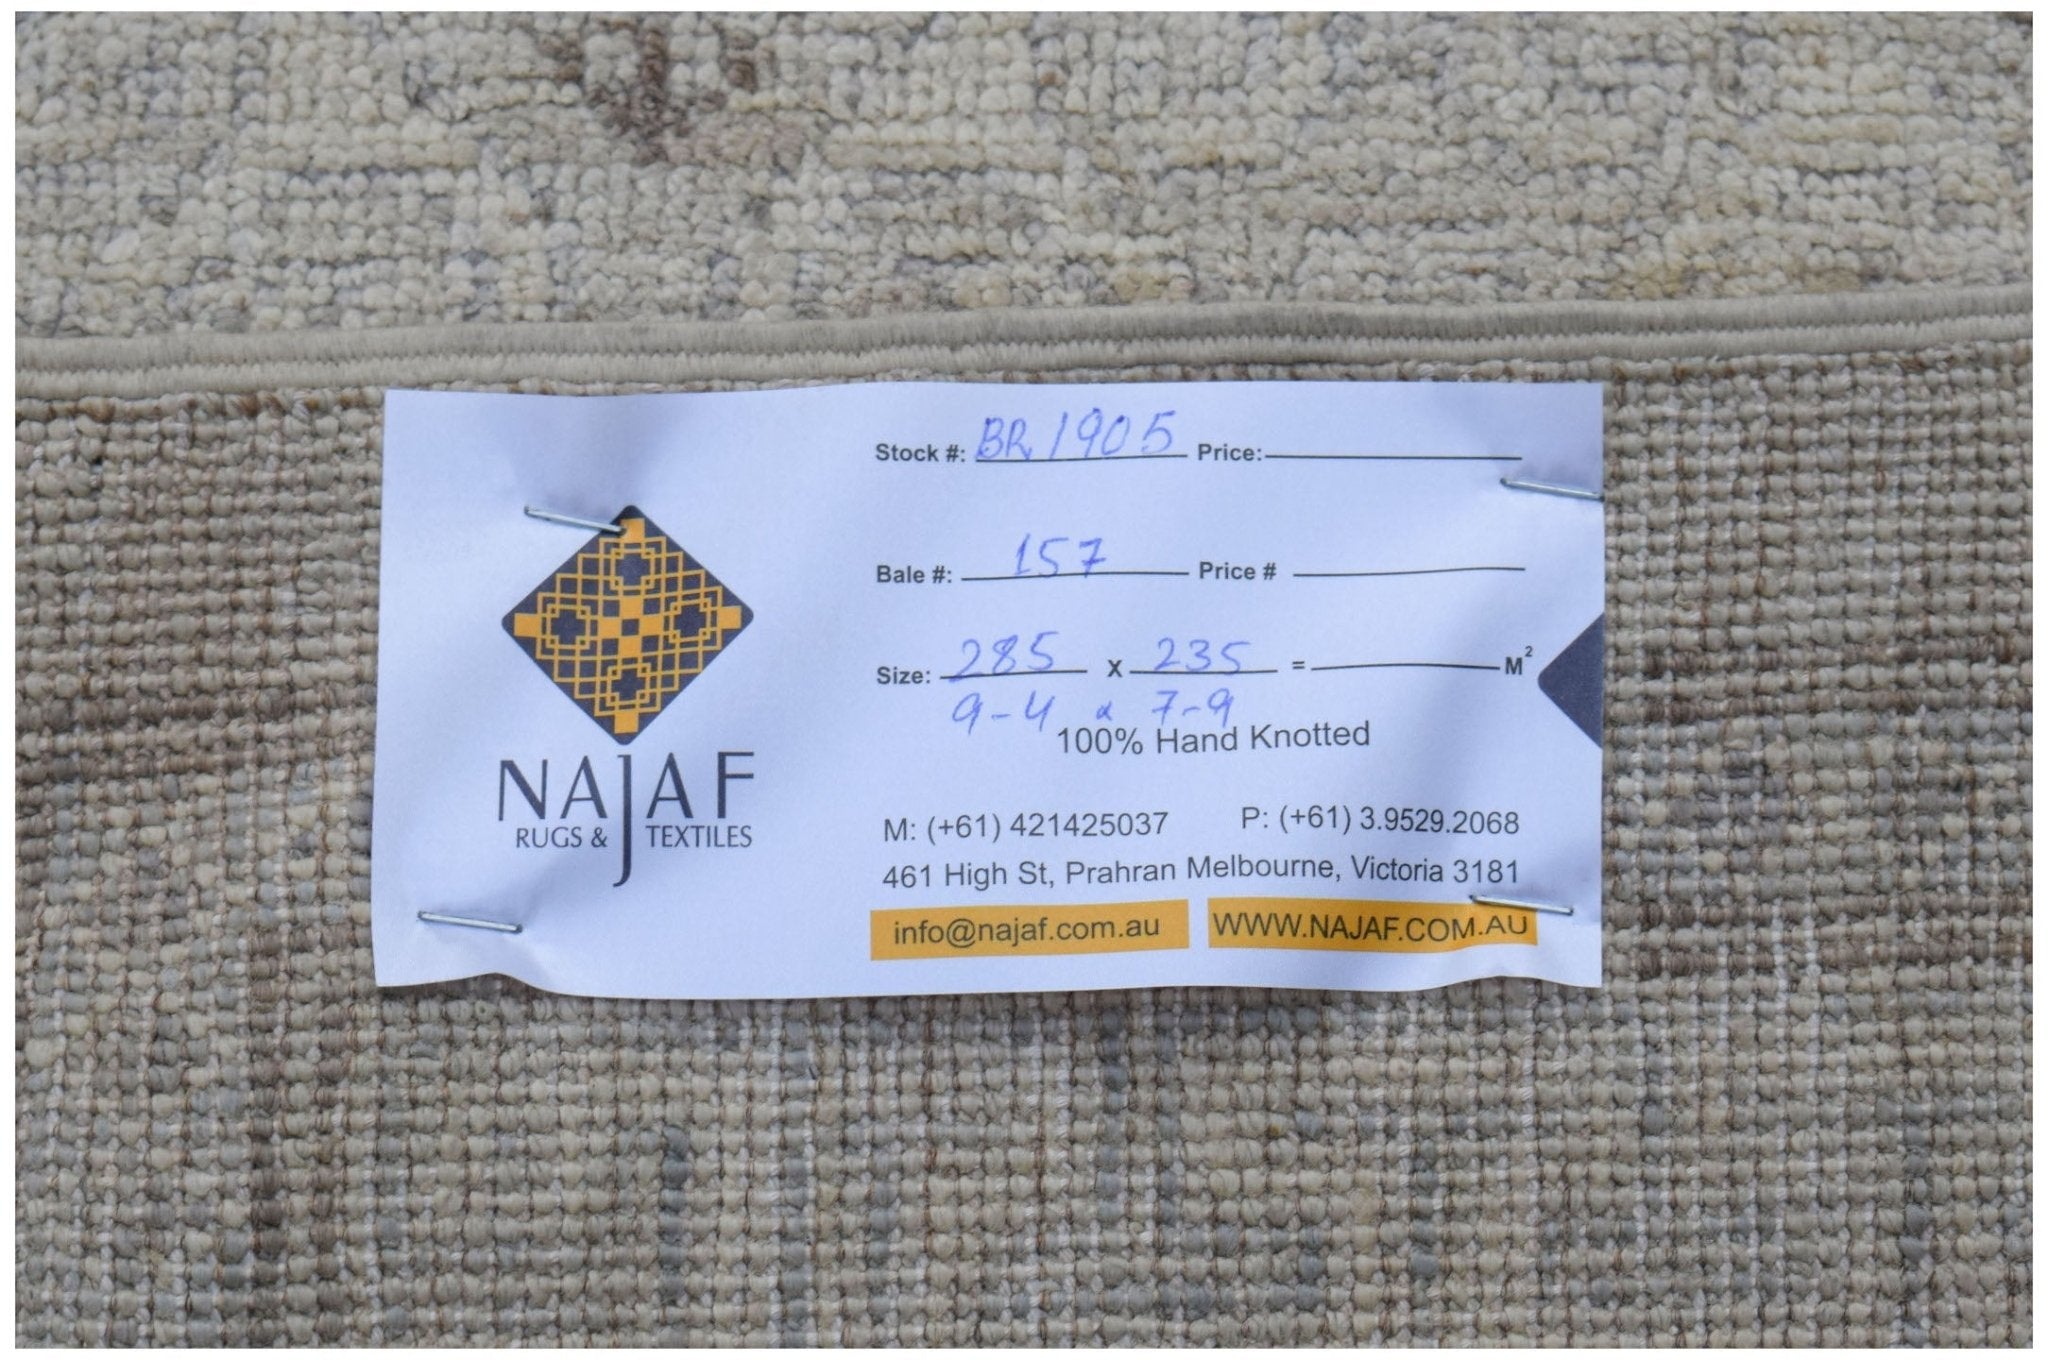 NAJAF
RUGS & TEXTILES
Stock #: BR1905 Price:
Bale #: 157 Price #
Size: 285 X 235 = M²
9-4 x 7-9
100% Hand Knotted
M: (+61) 421425037 P: (+61) 3.9529.2068
461 High St, Prahran Melbourne, Victoria 3181
info@najaf.com.au WWW.NAJAF.COM.AU